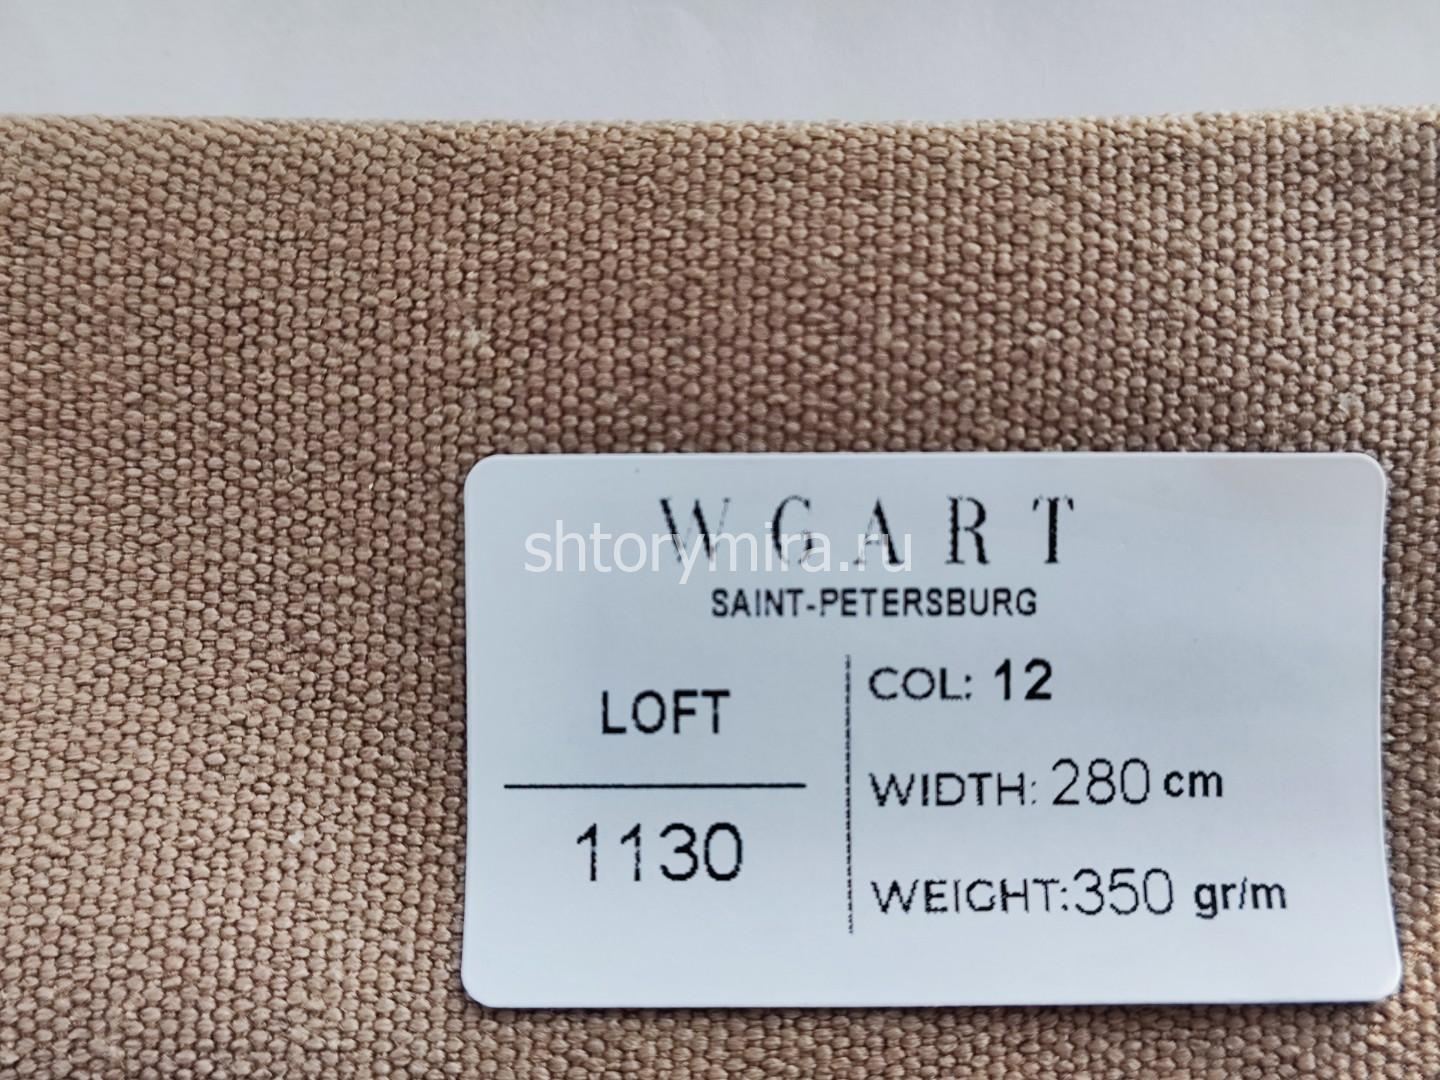 WGART
shtorymira.ru
SAINT-PETERSBURG
LOFT
1130
COL: 12
WIDTH: 280 cm
WEIGHT:350 gr/m